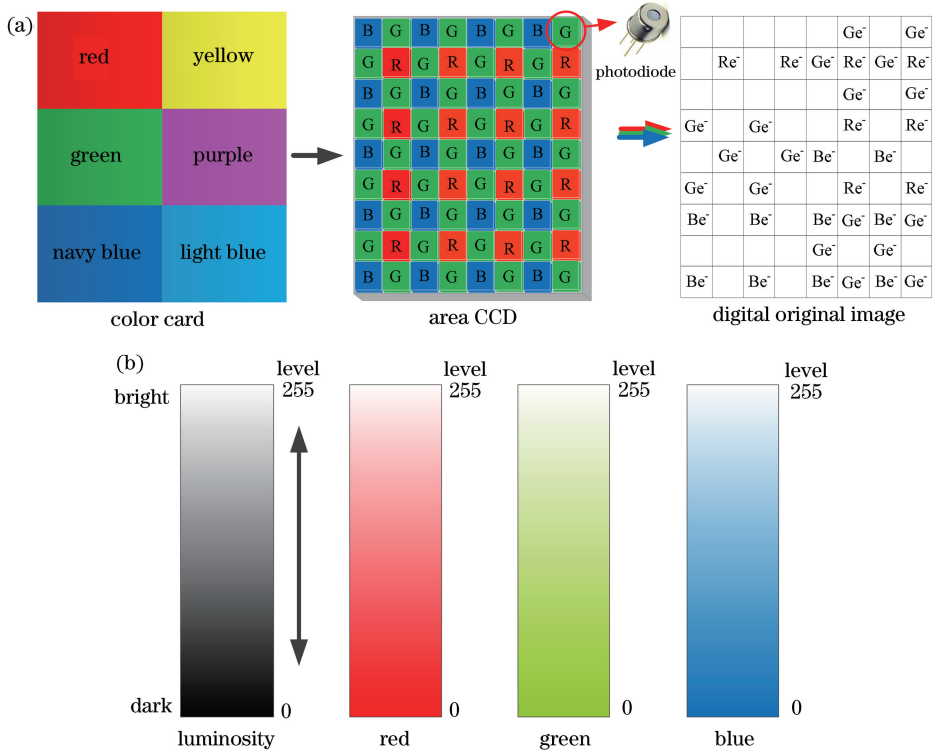 (a)
red yellow
green purple
navy blue light blue
color card
B G B G B G B G
G R G R G R G R
B G B G B G B G
G R G R G R G R
B G B G B G B G
G R G R G R G R
B G B G B G B G
G R G R G R G R
B G B G B G B G
area CCD
photodiode
Ge⁻ Ge⁻
Re⁻ Re⁻ Ge⁻ Re⁻ Ge⁻ Re⁻
Ge⁻ Ge⁻
Ge⁻ Ge⁻ Re⁻ Re⁻
Ge⁻ Ge⁻ Be⁻ Be⁻
Ge⁻ Ge⁻ Re⁻ Re⁻
Be⁻ Be⁻ Be⁻ Ge⁻ Be⁻ Ge⁻
Ge⁻ Ge⁻
Be⁻ Be⁻ Be⁻ Ge⁻ Be⁻ Ge⁻
digital original image
(b)
level level level level
bright 255 255 255 255
dark 0 0 0 0
luminosity red green blue